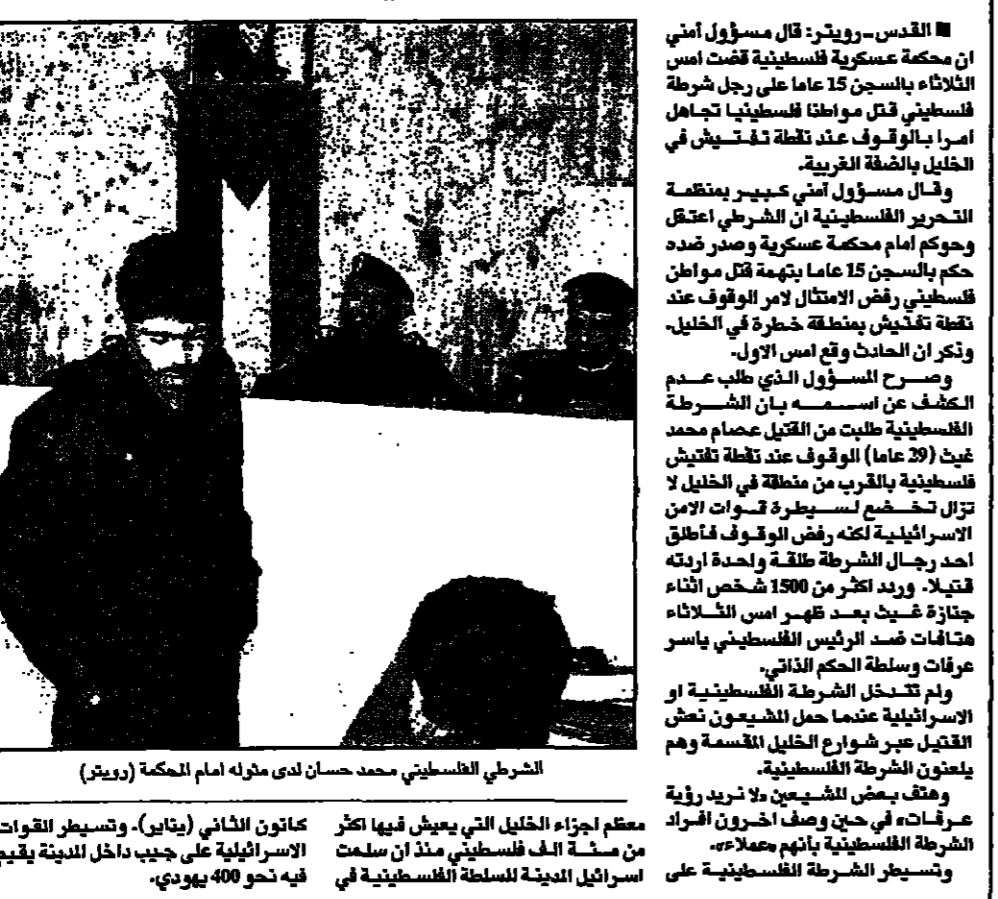 ■ القدس-رويتر: قال مسؤول أمني
ان محكمة عسكرية فلسطينية قضت امس
الثلاثاء بالسجن 15 عاما على رجل شرطة
فلسطيني قتل مواطنا فلسطينيا تجاهل
امرا بالوقوف عند نقطة تفتيش في
الخليل بالضفة الغربية.
وقال مسؤول أمني كبير بمنظمة
التحرير الفلسطينية ان الشرطي اعتقل
وحوكم امام محكمة عسكرية وصدر ضده
حكم بالسجن 15 عاما بتهمة قتل مواطن
فلسطيني رفض الامتثال لامر الوقوف عند
نقطة تفتيش بمنطقة خطرة في الخليل.
وذكر ان الحادث وقع امس الاول.
وصرح المسؤول الذي طلب عدم
الكشف عن اسمه بان الشرطة
الفلسطينية طلبت من القتيل عصام محمد
غيث (29 عاما) الوقوف عند نقطة تفتيش
فلسطينية بالقرب من منطقة في الخليل لا
تزال تخضع لسيطرة قوات الامن
الاسرائيلية لكنه رفض الوقوف فأطلق
احد رجال الشرطة طلقة واحدة اردته
قتيلا. وردد اكثر من 1500 شخص اثناء
جنازة غيث بعد ظهر امس الثلاثاء
هتافات ضد الرئيس الفلسطيني ياسر
عرفات وسلطة الحكم الذاتي.
ولم تتدخل الشرطة الفلسطينية او
الاسرائيلية عندما حمل المشيعون نعش
القتيل عبر شوارع الخليل المقسمة وهم
يلعنون الشرطة الفلسطينية.
وهتف بعض المشيعين «لا نريد رؤية
عرفات» في حين وصف اخرون افراد
الشرطة الفلسطينية بأنهم «عملاء».
وتسيطر الشرطة الفلسطينية على
الشرطي الفلسطيني محمد حسان لدى مثوله امام المحكمة (رويتر)
معظم اجزاء الخليل التي يعيش فيها اكثر
من مئة الف فلسطيني منذ ان سلمت
اسرائيل المدينة للسلطة الفلسطينية في
كانون الثاني (يناير). وتسيطر القوات
الاسرائيلية على جيب داخل المدينة يقيم
فيه نحو 400 يهودي.